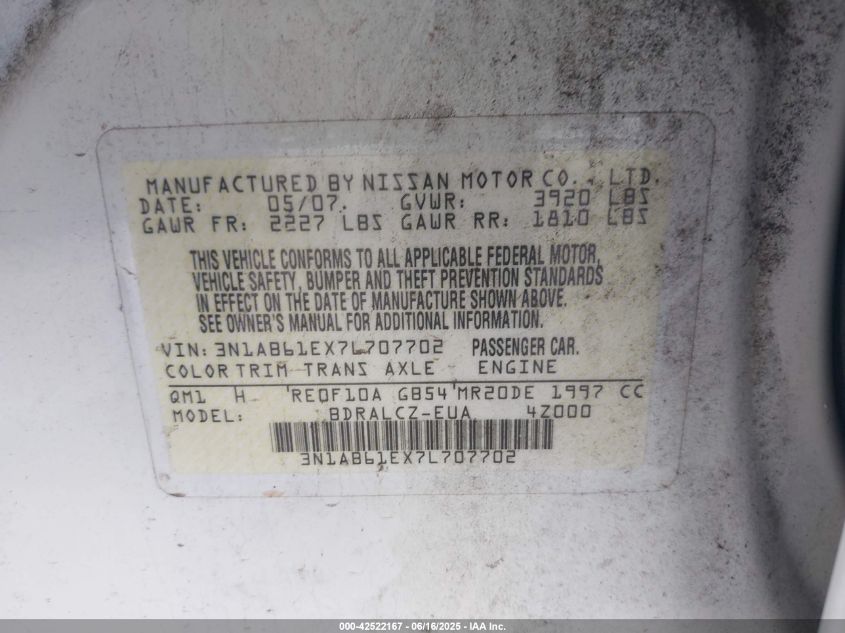 MANUFACTURED BY NISSAN MOTOR CO., LTD.
DATE: 05/07. GVWR: 3920 LBS
GAWR FR: 2227 LBS GAWR RR: 1810 LBS
THIS VEHICLE CONFORMS TO ALL APPLICABLE FEDERAL MOTOR,
VEHICLE SAFETY, BUMPER AND THEFT PREVENTION STANDARDS
IN EFFECT ON THE DATE OF MANUFACTURE SHOWN ABOVE.
SEE OWNER'S MANUAL FOR ADDITIONAL INFORMATION.
VIN: 3N1AB61EX7L707702 PASSENGER CAR.
COLOR TRIM TRANS AXLE ENGINE
QM1 H 'RE0F10A GB54'MR20DE 1997 CC
MODEL: BDRALCZ-EUA 4Z000
3N1AB61EX7L707702
000-42522167 - 06/16/2025 - IAA Inc.